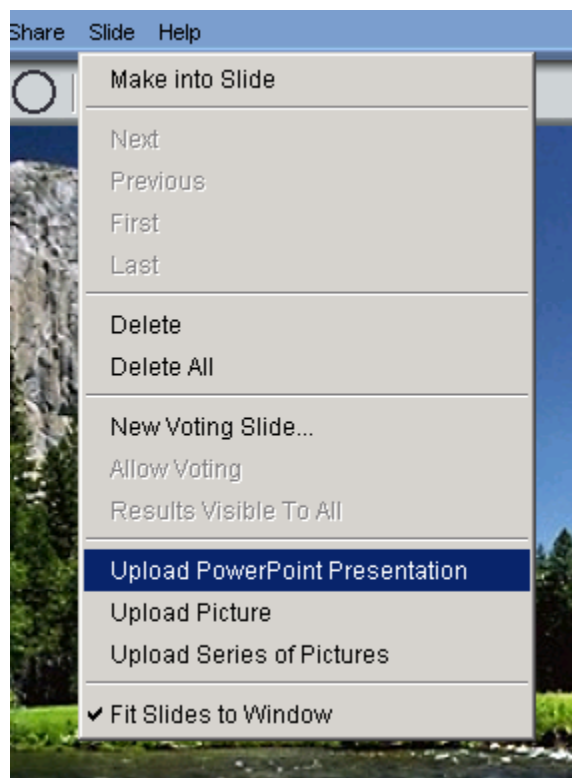 Share Slide Help
Make into Slide
Next
Previous
First
Last
Delete
Delete All
New Voting Slide...
Allow Voting
Results Visible To All
Upload PowerPoint Presentation
Upload Picture
Upload Series of Pictures
Fit Slides to Window